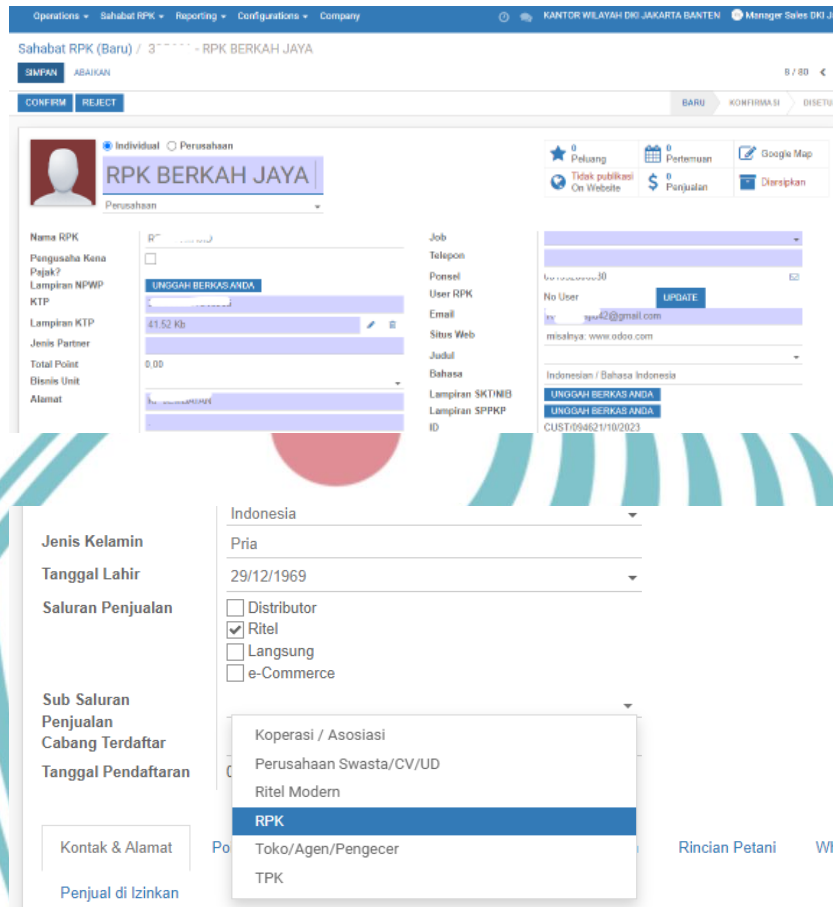 Operations Sahabat RPK Reporting Configurations Company KANTOR WILAYAH DKI JAKARTA BANTEN Manager Sales DKI
Sahabat RPK (Baru) / - RPK BERKAH JAYA
SIMPAN ABAIKAN 8 / 80
CONFIRM REJECT BARU KONFIRMASI
Individual Perusahaan
RPK BERKAH JAYA
Perusahaan
0 Peluang 0 Pertemuan Google Map
Tidak publikasi On Website 0 Penjualan Diarsipkan
Nama RPK
Pengusaha Kena Pajak?
Lampiran NPWP UNGGAH BERKAS ANDA
KTP
Lampiran KTP 41.52 Kb
Jenis Partner
Total Point 0,00
Bisnis Unit
Alamat
Job
Telepon
Ponsel
User RPK No User UPDATE
Email @gmail.com
Situs Web misalnya: www.odoo.com
Judul
Bahasa Indonesian / Bahasa Indonesia
Lampiran SKTNIB UNGGAH BERKAS ANDA
Lampiran SPPKP UNGGAH BERKAS ANDA
ID CUST/094621/10/2023
Indonesia
Jenis Kelamin Pria
Tanggal Lahir 29/12/1969
Saluran Penjualan Distributor
Ritel
Langsung
e-Commerce
Sub Saluran Penjualan
Cabang Terdaftar
Tanggal Pendaftaran
Koperasi / Asosiasi
Perusahaan Swasta/CV/UD
Ritel Modern
RPK
Toko/Agen/Pengecer
TPK
Kontak & Alamat Rincian Petani
Penjual di Izinkan